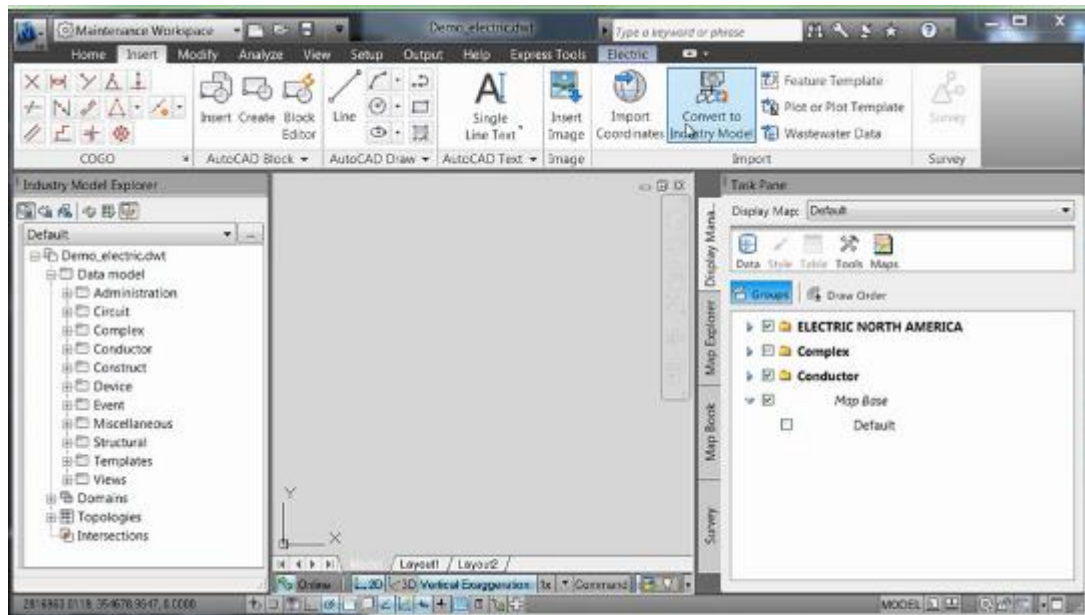 Maintenance Workspace
Demo_electric.dwt
Type a keyword or phrase
Home Insert Modify Analyze View Setup Output Help Express Tools Electric
Insert Create Block Editor
Line
Single Line Text
Insert Image
Import Coordinates
Convert to Industry Model
Feature Template
Plot or Plot Template
Wastewater Data
Survey
COGO AutoCAD Block AutoCAD Draw AutoCAD Text Image Import Survey
Industry Model Explorer
Default
Demo_electric.dwt
Data model
Administration
Circuit
Complex
Conductor
Construct
Device
Event
Miscellaneous
Structural
Templates
Views
Domains
Topologies
Intersections
Y
X
Layout1 / Layout2
Online 2D 3D Vertical Exaggeration 1x Command
Task Pane
Display Map: Default
Data Style Table Tools Maps
Groups Draw Order
ELECTRIC NORTH AMERICA
Complex
Conductor
Map Base
Default
Display Mana...
Map Explorer
Map Book
Survey
MODEL